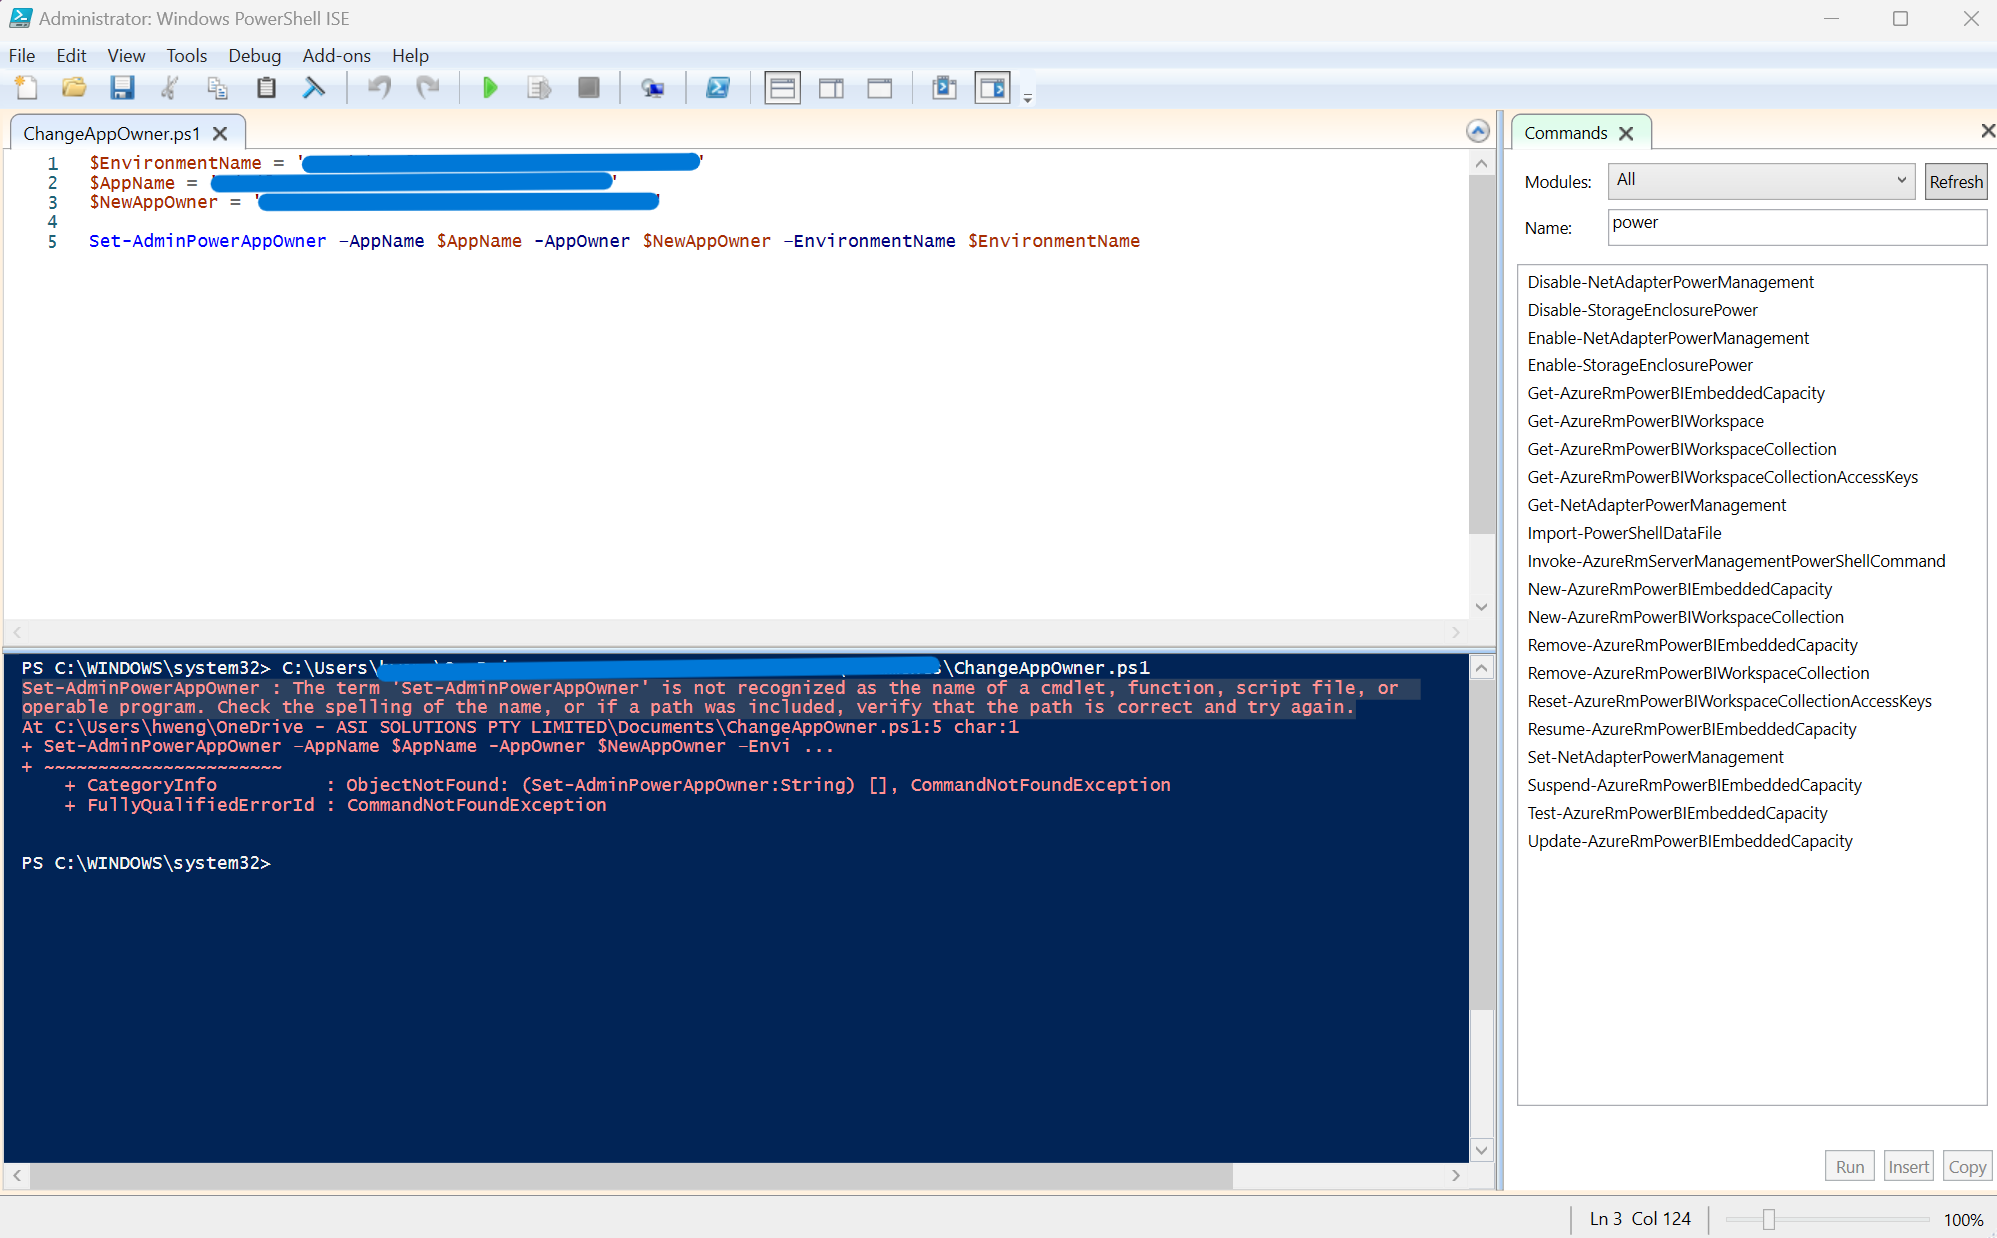 Administrator: Windows PowerShell ISE
File Edit View Tools Debug Add-ons Help
ChangeAppOwner.ps1
1 $EnvironmentName = ' '
2 $AppName = ' '
3 $NewAppOwner = ' '
4
5 Set-AdminPowerAppOwner –AppName $AppName -AppOwner $NewAppOwner –EnvironmentName $EnvironmentName
PS C:\WINDOWS\system32> C:\Users\ \ChangeAppOwner.ps1
Set-AdminPowerAppOwner : The term 'Set-AdminPowerAppOwner' is not recognized as the name of a cmdlet, function, script file, or
operable program. Check the spelling of the name, or if a path was included, verify that the path is correct and try again.
At C:\Users\hweng\OneDrive - ASI SOLUTIONS PTY LIMITED\Documents\ChangeAppOwner.ps1:5 char:1
+ Set-AdminPowerAppOwner –AppName $AppName -AppOwner $NewAppOwner –Envi ...
+ ~~~~~~~~~~~~~~~~~~~~~~
+ CategoryInfo : ObjectNotFound: (Set-AdminPowerAppOwner:String) [], CommandNotFoundException
+ FullyQualifiedErrorId : CommandNotFoundException
PS C:\WINDOWS\system32>
Commands
Modules: All Refresh
Name: power
Disable-NetAdapterPowerManagement
Disable-StorageEnclosurePower
Enable-NetAdapterPowerManagement
Enable-StorageEnclosurePower
Get-AzureRmPowerBIEmbeddedCapacity
Get-AzureRmPowerBIWorkspace
Get-AzureRmPowerBIWorkspaceCollection
Get-AzureRmPowerBIWorkspaceCollectionAccessKeys
Get-NetAdapterPowerManagement
Import-PowerShellDataFile
Invoke-AzureRmServerManagementPowerShellCommand
New-AzureRmPowerBIEmbeddedCapacity
New-AzureRmPowerBIWorkspaceCollection
Remove-AzureRmPowerBIEmbeddedCapacity
Remove-AzureRmPowerBIWorkspaceCollection
Reset-AzureRmPowerBIWorkspaceCollectionAccessKeys
Resume-AzureRmPowerBIEmbeddedCapacity
Set-NetAdapterPowerManagement
Suspend-AzureRmPowerBIEmbeddedCapacity
Test-AzureRmPowerBIEmbeddedCapacity
Update-AzureRmPowerBIEmbeddedCapacity
Run Insert Copy
Ln 3 Col 124 100%